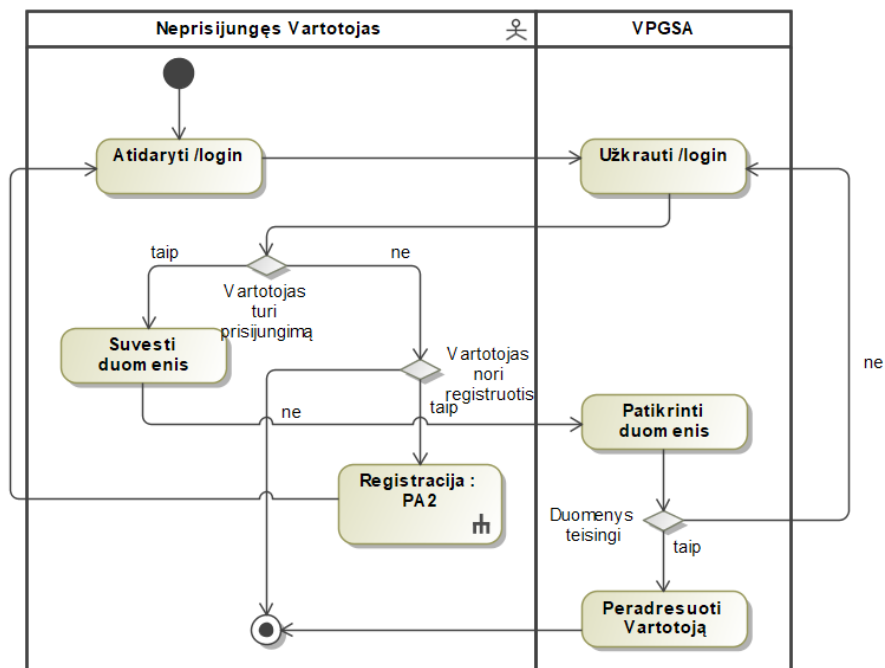 Neprisijungęs Vartotojas
VPGSA
Atidaryti /login
Užkrauti /login
taip
ne
Vartotojas
turi
prisijungimą
Suvesti
duomenis
Vartotojas
nori
registruotis
ne
taip
ne
Patikrinti
duomenis
Registracija :
PA2
Duomenys
teisingi
taip
Peradresuoti
Vartotoją